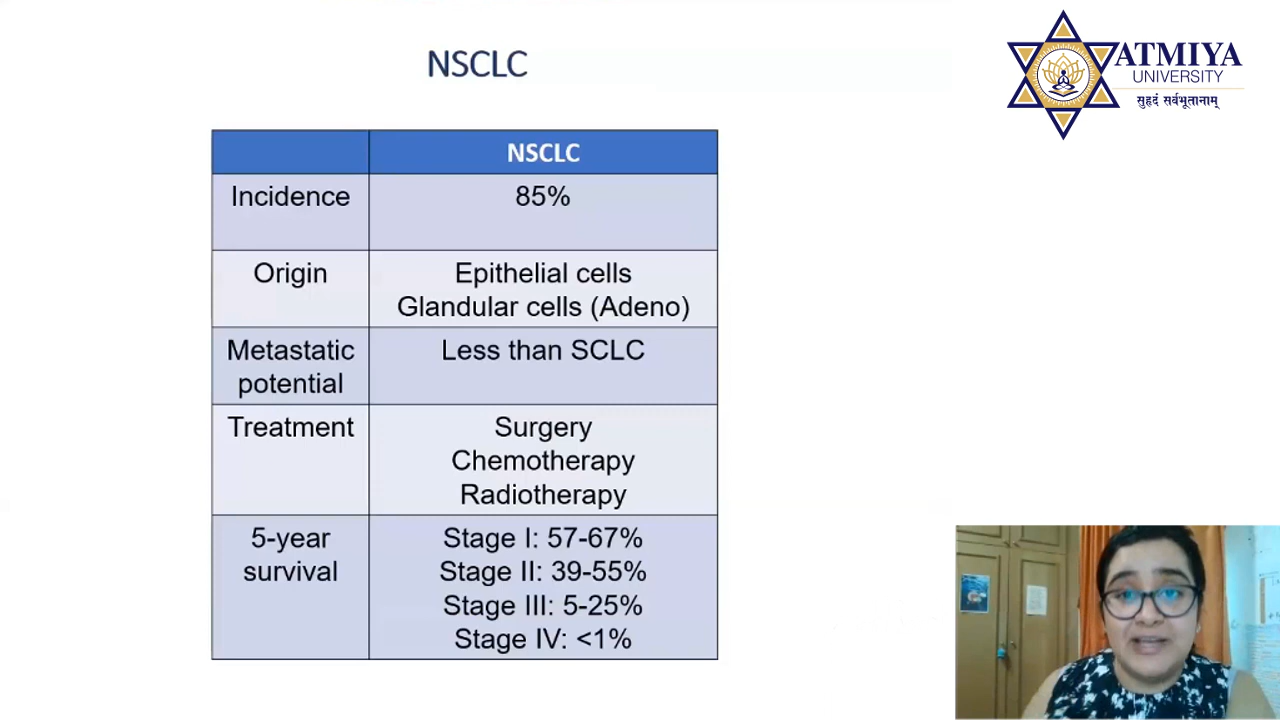 NSCLC
ATMIYA
UNIVERSITY
सुहृदं सर्वभूतानाम्
NSCLC
Incidence
85%
Origin
Epithelial cells
Glandular cells (Adeno)
Metastatic
potential
Less than SCLC
Treatment
Surgery
Chemotherapy
Radiotherapy
5-year
survival
Stage I: 57-67%
Stage II: 39-55%
Stage III: 5-25%
Stage IV: <1%